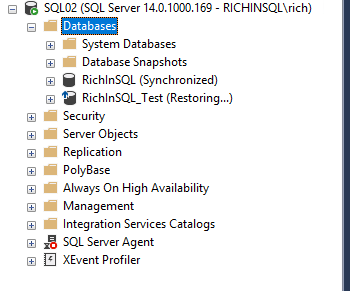 SQL02 (SQL Server 14.0.1000.169 - RICHINSQL\rich)
Databases
System Databases
Database Snapshots
RichInSQL (Synchronized)
RichInSQL_Test (Restoring...)
Security
Server Objects
Replication
PolyBase
Always On High Availability
Management
Integration Services Catalogs
SQL Server Agent
XEvent Profiler